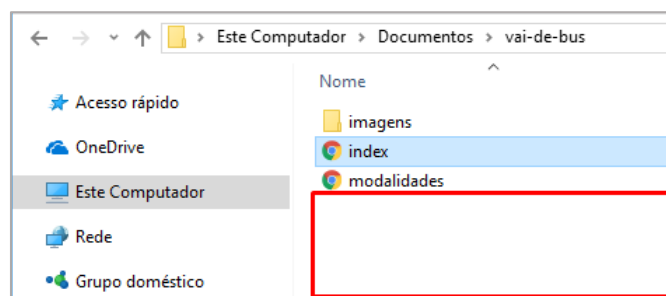 Este Computador > Documentos > vai-de-bus
Nome
Acesso rápido
imagens
OneDrive
index
Este Computador
modalidades
Rede
Grupo doméstico